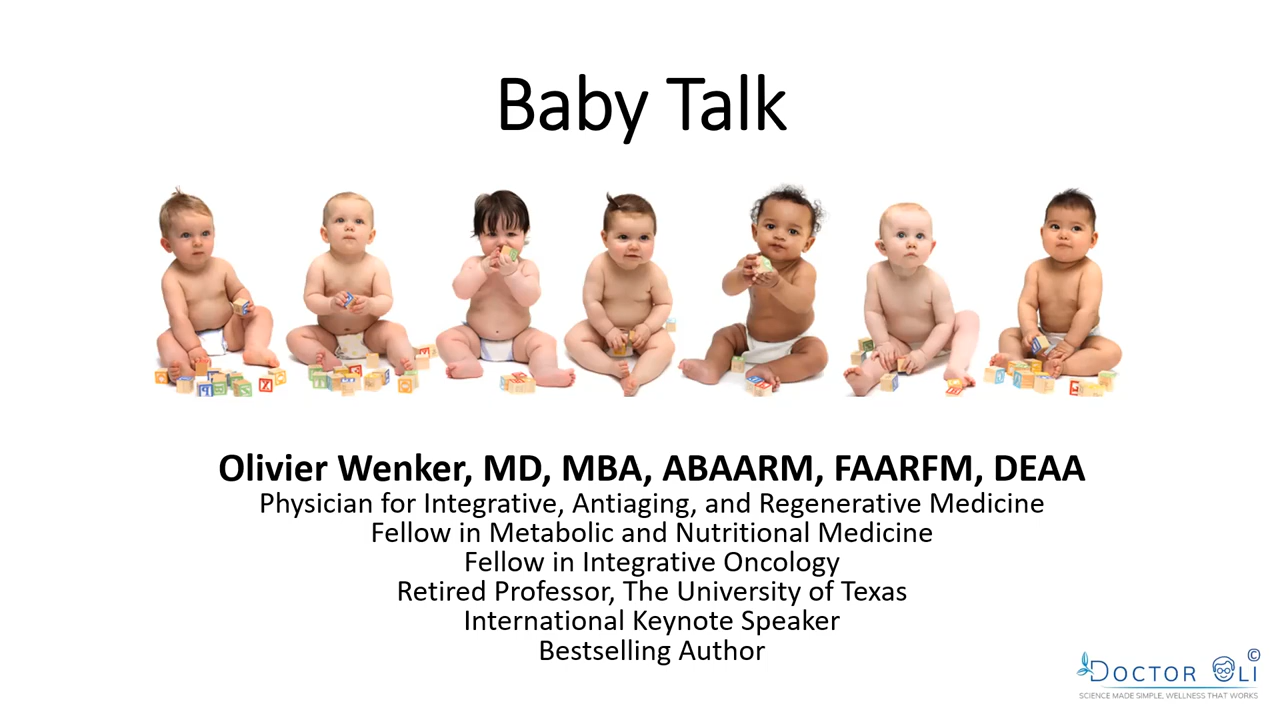 Baby Talk
Olivier Wenker, MD, MBA, ABAARM, FAARFM, DEAA
Physician for Integrative, Antiaging, and Regenerative Medicine
Fellow in Metabolic and Nutritional Medicine
Fellow in Integrative Oncology
Retired Professor, The University of Texas
International Keynote Speaker
Bestselling Author
DOCTOR OLI ©
SCIENCE MADE SIMPLE, WELLNESS THAT WORKS